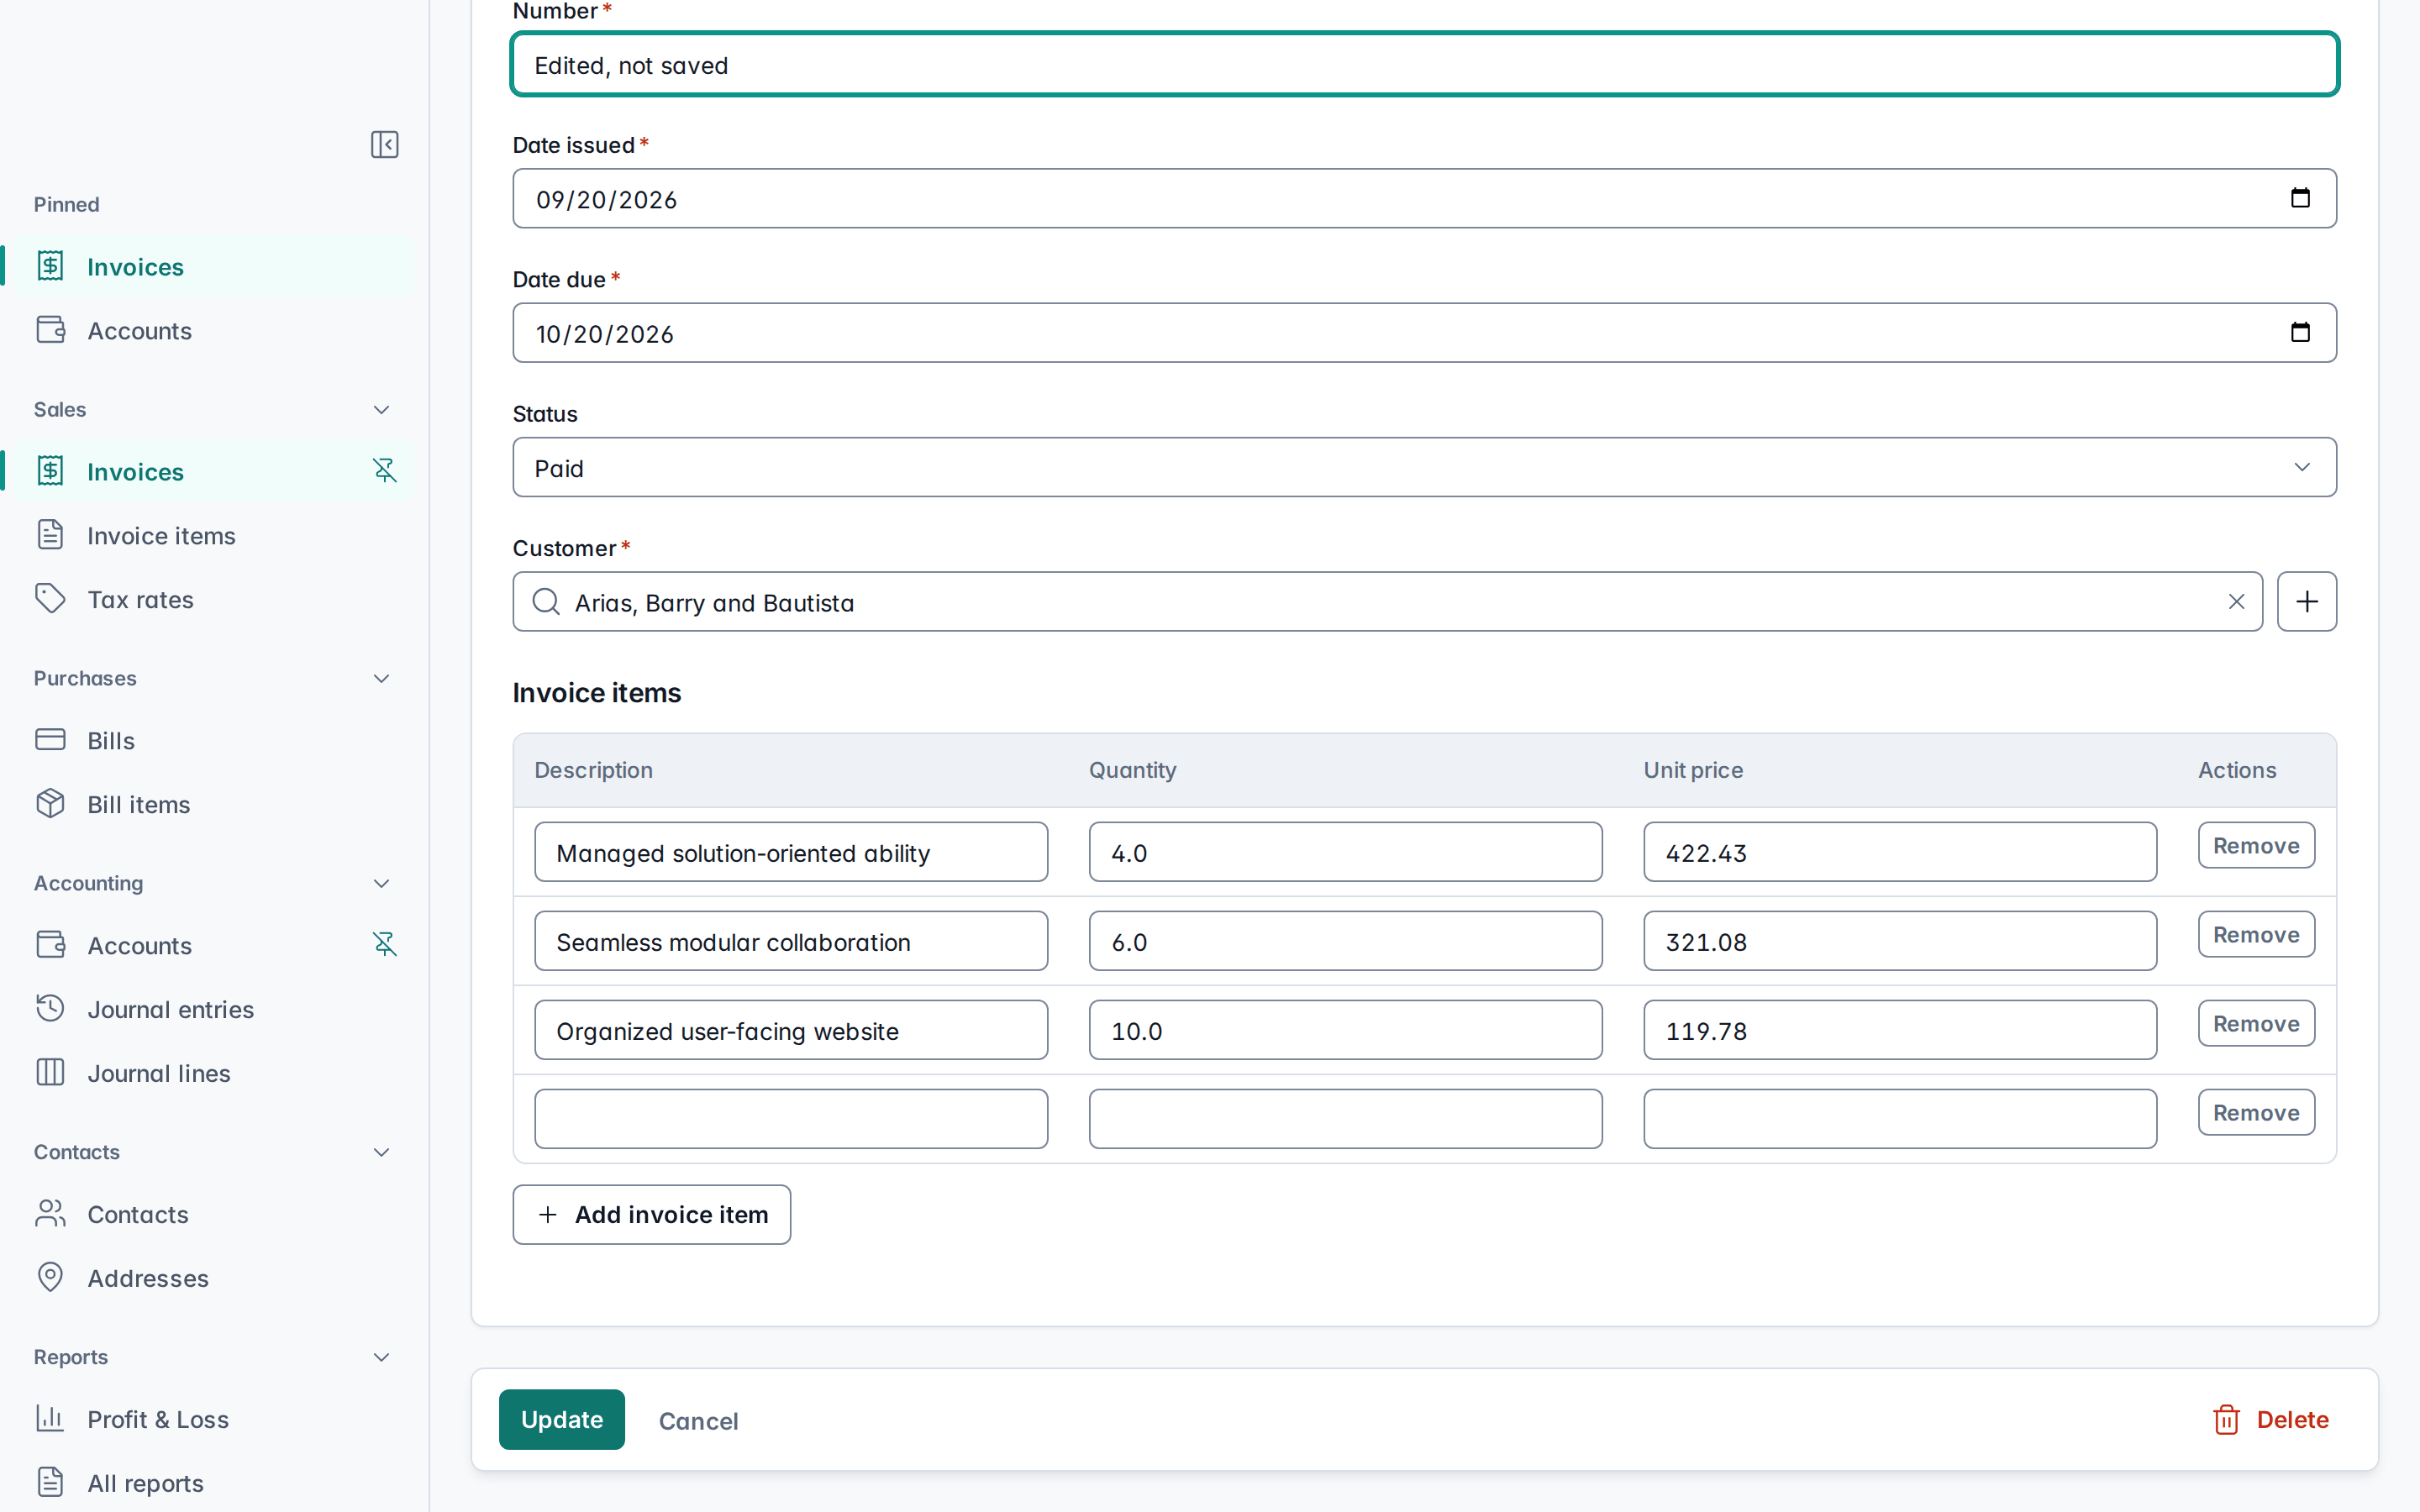 Pinned
Invoices
Accounts
Sales
Invoices
Invoice items
Tax rates
Purchases
Bills
Bill items
Accounting
Accounts
Journal entries
Journal lines
Contacts
Contacts
Addresses
Reports
Profit & Loss
All reports
Number *
Edited, not saved
Date issued *
09/20/2026
Date due *
10/20/2026
Status
Paid
Customer *
Arias, Barry and Bautista
Invoice items
Description Quantity Unit price Actions
Managed solution-oriented ability 4.0 422.43 Remove
Seamless modular collaboration 6.0 321.08 Remove
Organized user-facing website 10.0 119.78 Remove
Remove
Add invoice item
Update Cancel Delete